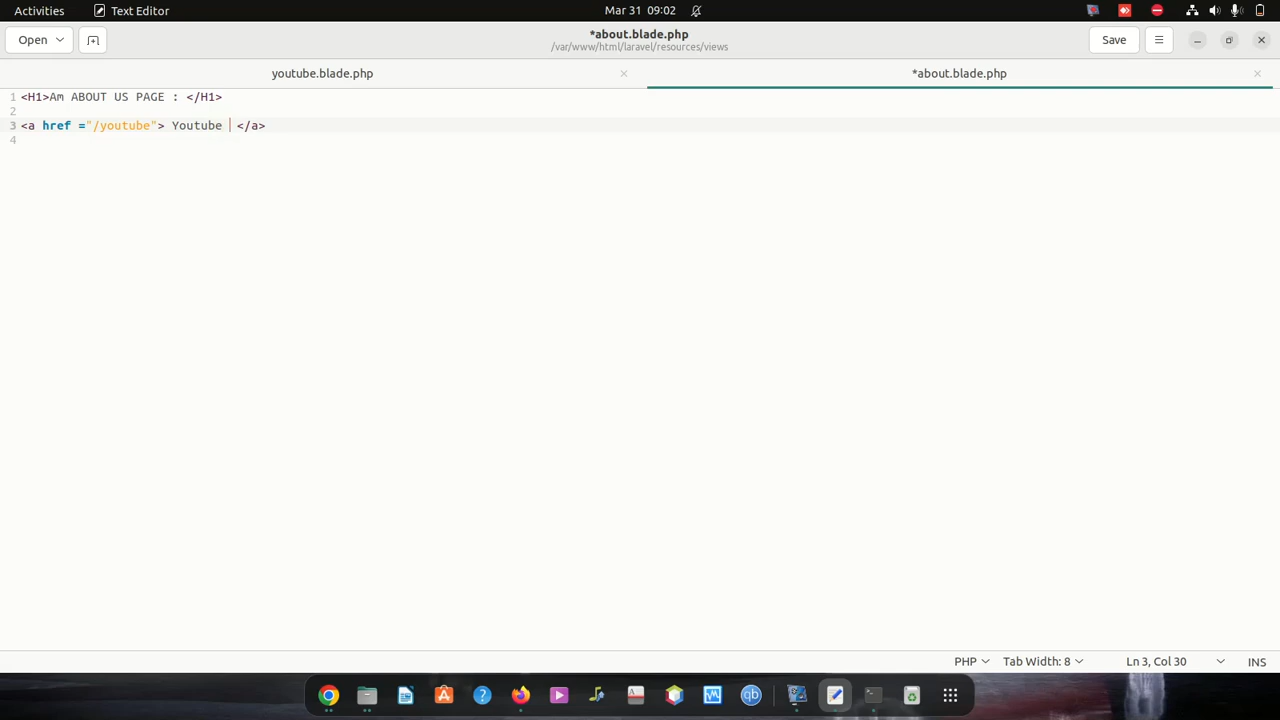 Activities Text Editor Mar 31 09:02
Open *about.blade.php Save
/var/www/html/laravel/resources/views
youtube.blade.php *about.blade.php
1 <H1>Am ABOUT US PAGE : </H1>
2
3 <a href ="/youtube"> Youtube </a>
4
PHP Tab Width: 8 Ln 3, Col 30 INS
qb